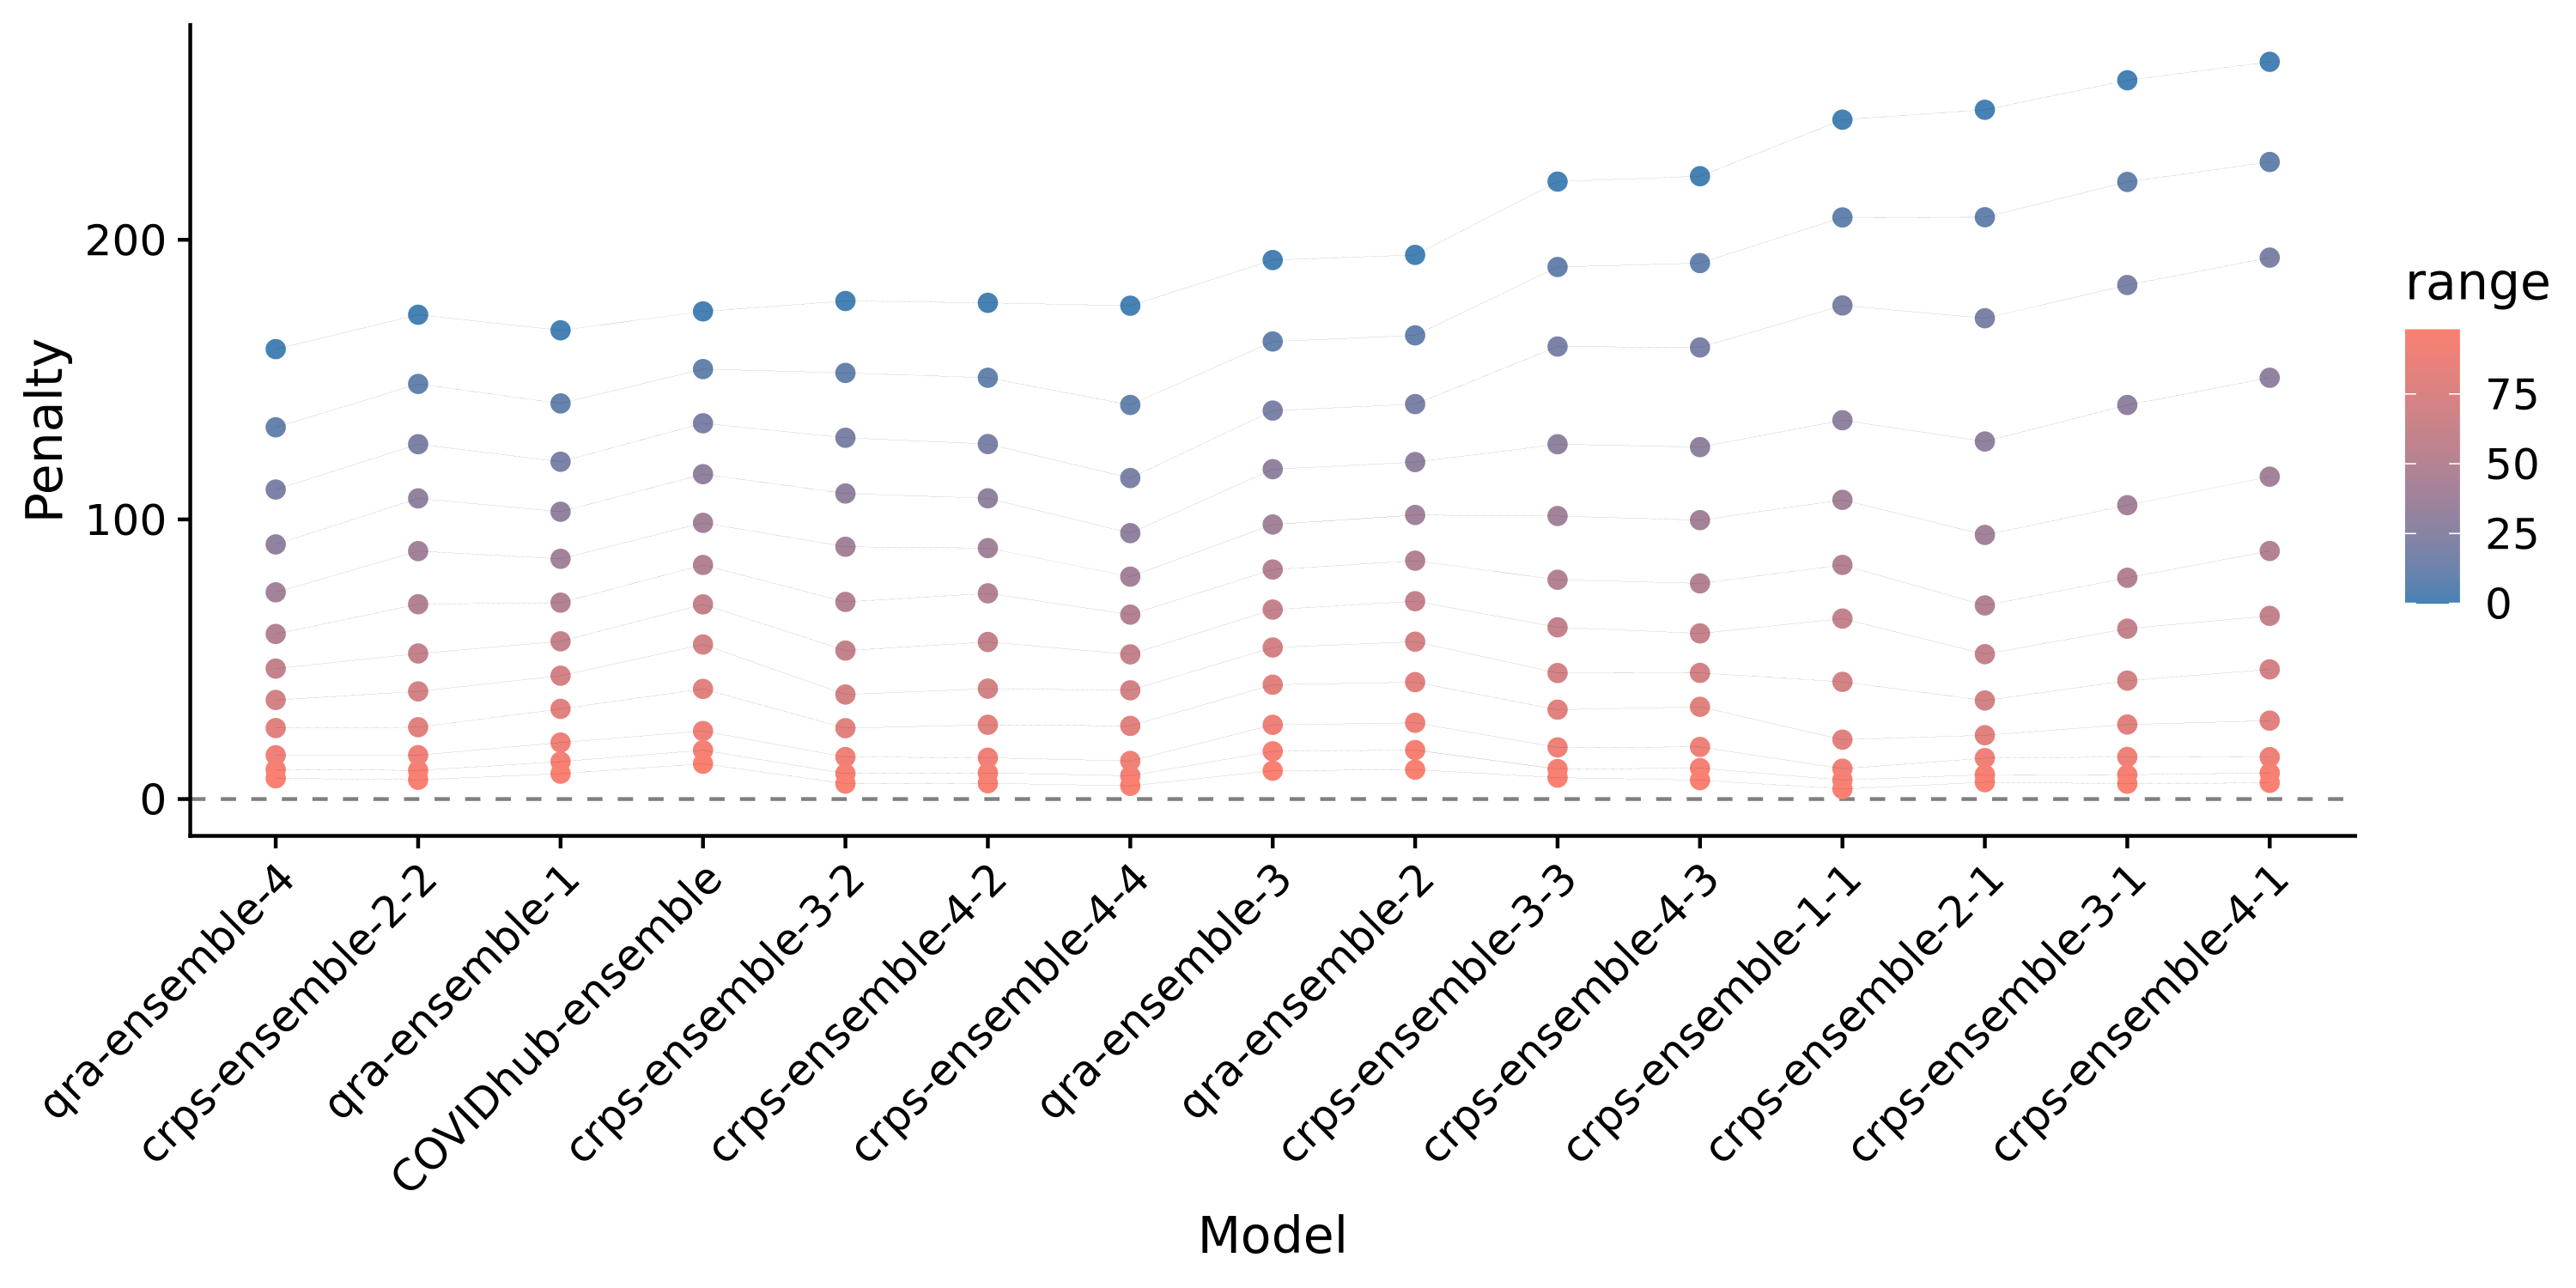 Penalty
200
100
0
qra-ensemble-4
crps-ensemble-2-2
qra-ensemble-1
COVIDhub-ensemble
crps-ensemble-3-2
crps-ensemble-4-2
crps-ensemble-4-4
qra-ensemble-3
qra-ensemble-2
crps-ensemble-3-3
crps-ensemble-4-3
crps-ensemble-1-1
crps-ensemble-2-1
crps-ensemble-3-1
crps-ensemble-4-1
Model
range
75
50
25
0